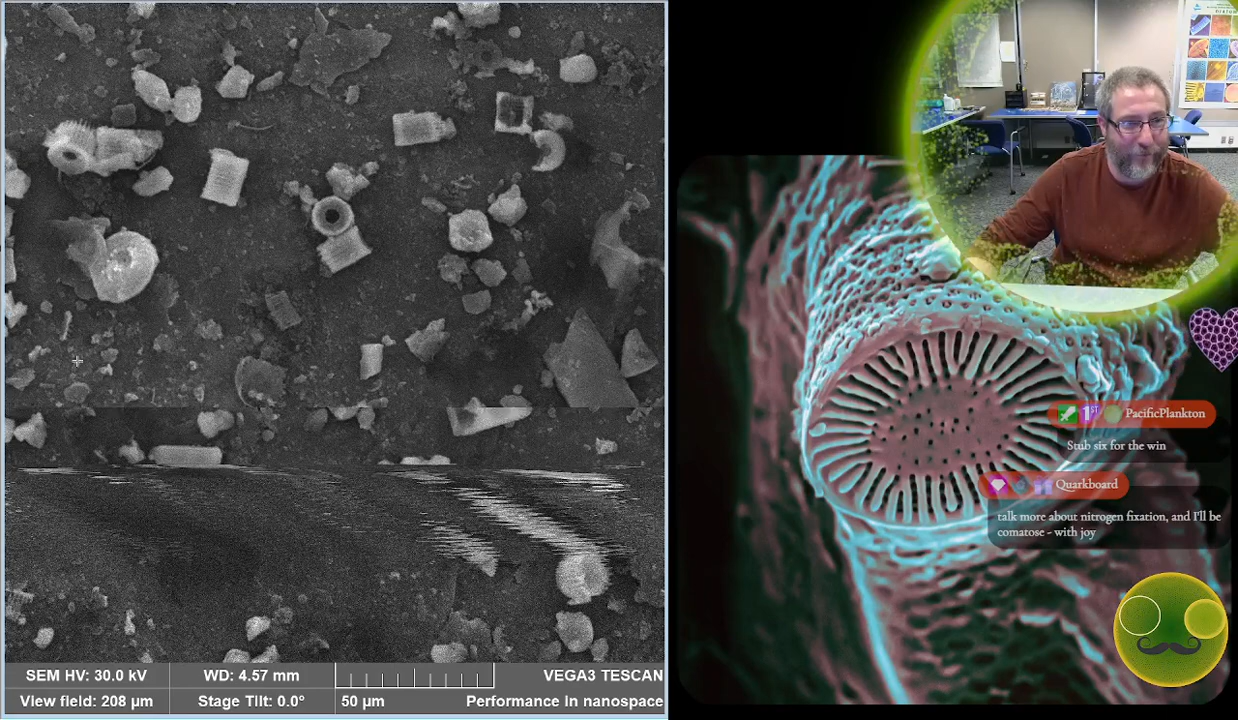 SEM HV: 30.0 kV
WD: 4.57 mm
VEGA3 TESCAN
View field: 208 µm
Stage Tilt: 0.0°
50 µm
Performance in nanospace
1ST
PacificPlankton
Stub six for the win
Quarkboard
talk more about nitrogen fixation, and I'll be
comatose - with joy